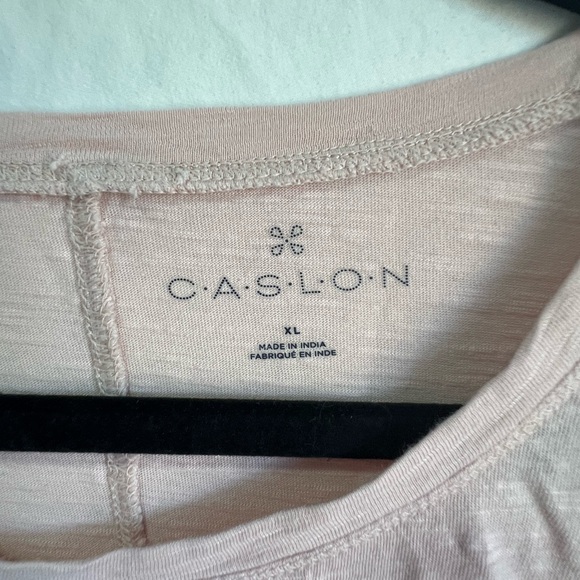 C·A·S·L·O·N
XL
MADE IN INDIA
FABRIQUÉ EN INDE